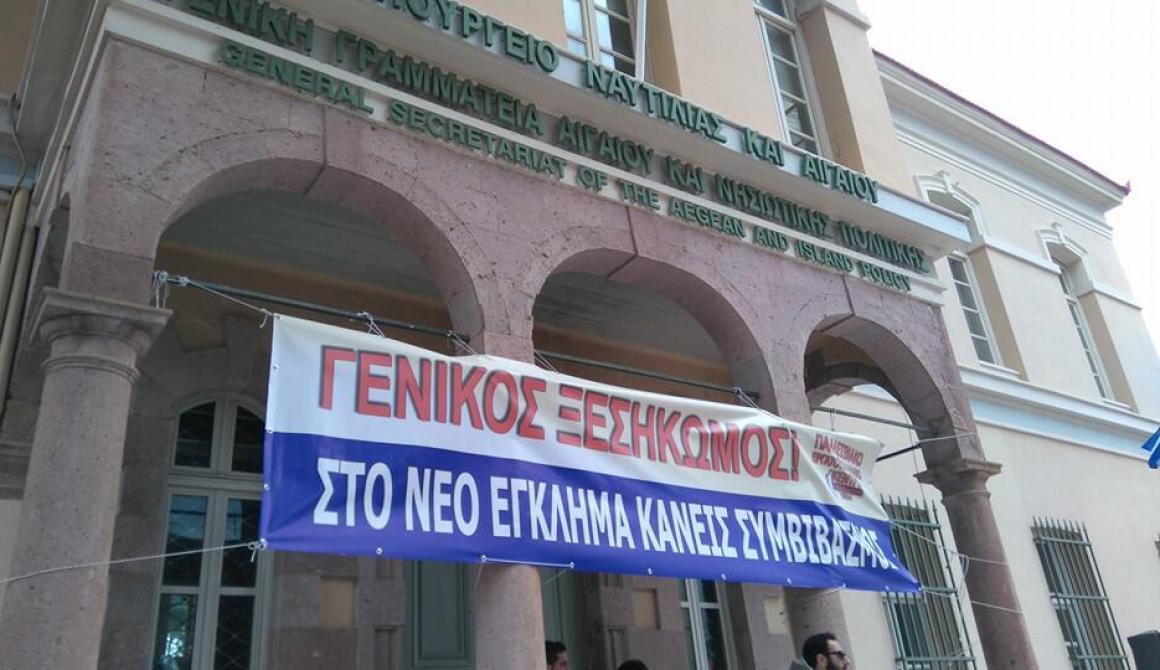 ΥΠΟΥΡΓΕΙΟ ΝΑΥΤΙΛΙΑΣ ΚΑΙ ΑΙΓΑΙΟΥ
ΓΕΝΙΚΗ ΓΡΑΜΜΑΤΕΙΑ ΑΙΓΑΙΟΥ ΚΑΙ ΝΗΣΙΩΤΙΚΗΣ ΠΟΛΙΤΙΚΗΣ
GENERAL SECRETARIAT OF THE AEGEAN AND ISLAND POLICY
ΓΕΝΙΚΟΣ ΞΕΣΗΚΩΜΟΣ!
ΣΤΟ ΝΕΟ ΕΓΚΛΗΜΑ ΚΑΝΕΙΣ ΣΥΜΒΙΒΑΣΜΟΣ